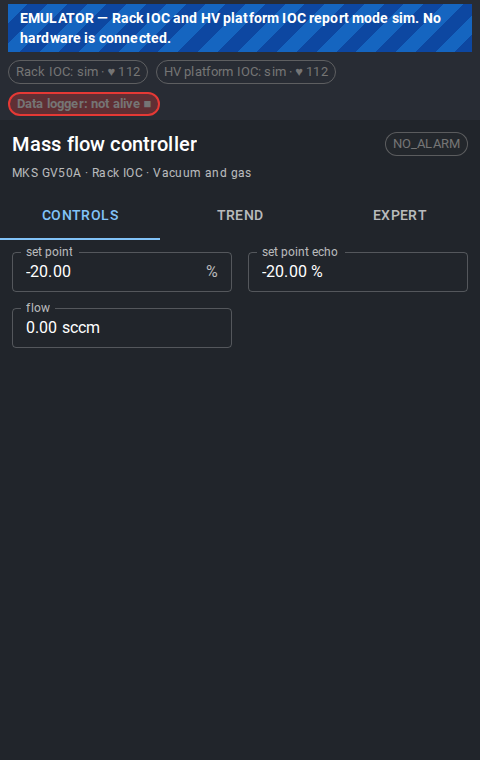 EMULATOR — Rack IOC and HV platform IOC report mode sim. No
hardware is connected.
Rack IOC: sim · ♥ 112
HV platform IOC: sim · ♥ 112
Data logger: not alive ■
Mass flow controller
NO_ALARM
MKS GV50A · Rack IOC · Vacuum and gas
CONTROLS
TREND
EXPERT
set point
-20.00 %
set point echo
-20.00 %
flow
0.00 sccm